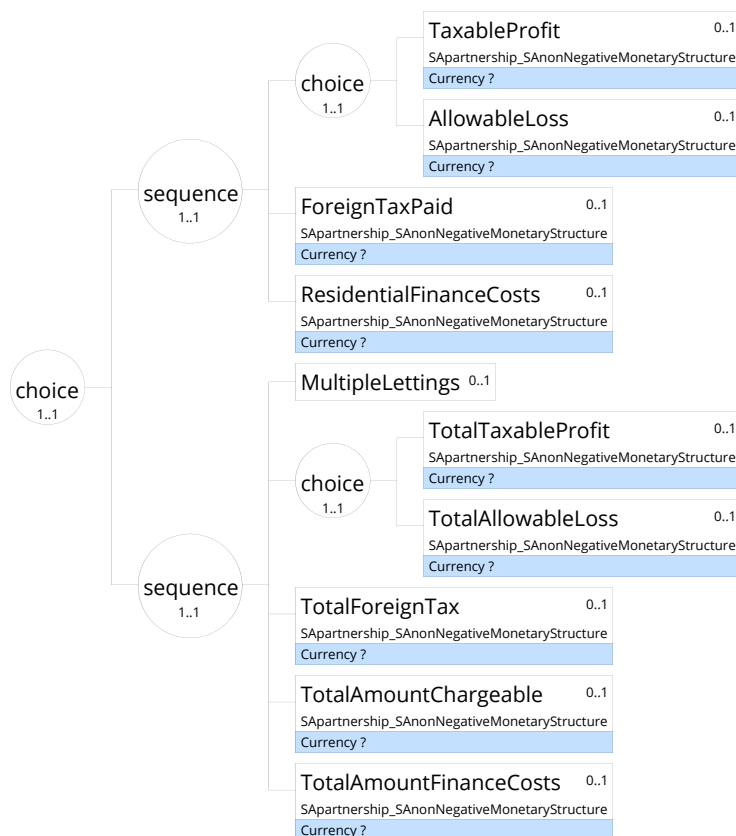 TaxableProfit 0..1
SApartnership_SAnonNegativeMonetaryStructure
Currency ?
choice
1..1
AllowableLoss 0..1
SApartnership_SAnonNegativeMonetaryStructure
Currency ?
sequence
1..1
ForeignTaxPaid 0..1
SApartnership_SAnonNegativeMonetaryStructure
Currency ?
ResidentialFinanceCosts 0..1
SApartnership_SAnonNegativeMonetaryStructure
Currency ?
choice
1..1
MultipleLettings 0..1
TotalTaxableProfit 0..1
SApartnership_SAnonNegativeMonetaryStructure
Currency ?
choice
1..1
TotalAllowableLoss 0..1
SApartnership_SAnonNegativeMonetaryStructure
Currency ?
sequence
1..1
TotalForeignTax 0..1
SApartnership_SAnonNegativeMonetaryStructure
Currency ?
TotalAmountChargeable 0..1
SApartnership_SAnonNegativeMonetaryStructure
Currency ?
TotalAmountFinanceCosts 0..1
SApartnership_SAnonNegativeMonetaryStructure
Currency ?